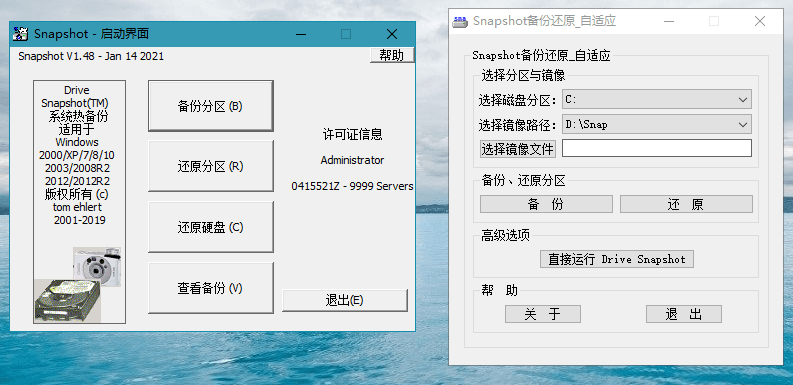 Snapshot - 启动界面
Snapshot V1.48 - Jan 14 2021
帮助
Drive
Snapshot(TM)
系统热备份
适用于
Windows
2000/XP/7/8/10
2003/2008R2
2012/2012R2
版权所有 (c)
tom ehlert
2001-2019
备份分区 (B)
还原分区 (R)
还原硬盘 (C)
查看备份 (V)
许可证信息
Administrator
0415521Z - 9999 Servers
退出(E)
Snapshot备份还原_自适应
Snapshot备份还原_自适应
选择分区与镜像
选择磁盘分区： C:
选择镜像路径： D:\Snap
选择镜像文件
备份、还原分区
备 份
还 原
高级选项
直接运行 Drive Snapshot
帮 助
关 于
退 出